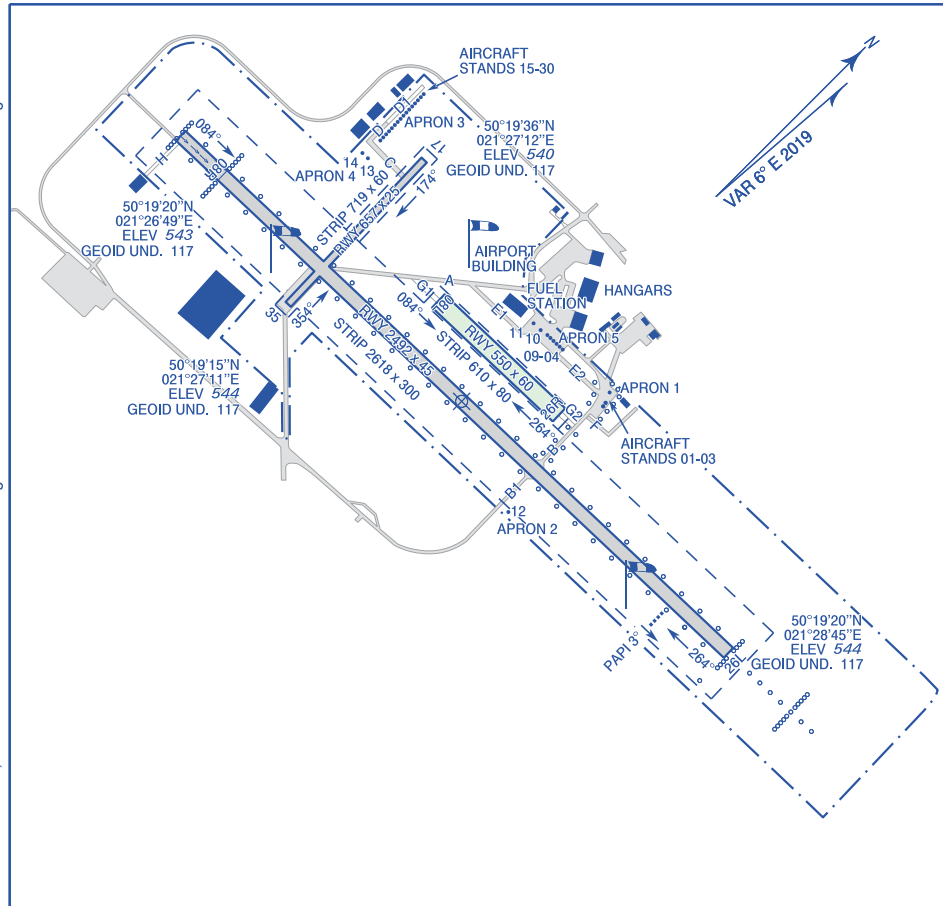 AIRCRAFT
STANDS 15-30
N
VAR 6° E 2019
084°
H
D
D1
APRON 3
50°19'36"N
021°27'12"E
ELEV 540
GEOID UND. 117
14
13
APRON 4
C
174°
50°19'20"N
021°26'49"E
ELEV 543
GEOID UND. 117
STRIP 719 x 60
RWY 657 x 25
AIRPORT
BUILDING
A
FUEL
STATION
HANGARS
G1
084°
E1
11
10
APRON 5
09-04
35
354°
RWY 2492 x 45
STRIP 2618 x 300
RWY 550 x 60
STRIP 610 x 80
E2
APRON 1
50°19'15"N
021°27'11"E
ELEV 544
GEOID UND. 117
26R
G2
264°
F
B
AIRCRAFT
STANDS 01-03
B1
12
APRON 2
PAPI 3°
264°
26L
50°19'20"N
021°28'45"E
ELEV 544
GEOID UND. 117